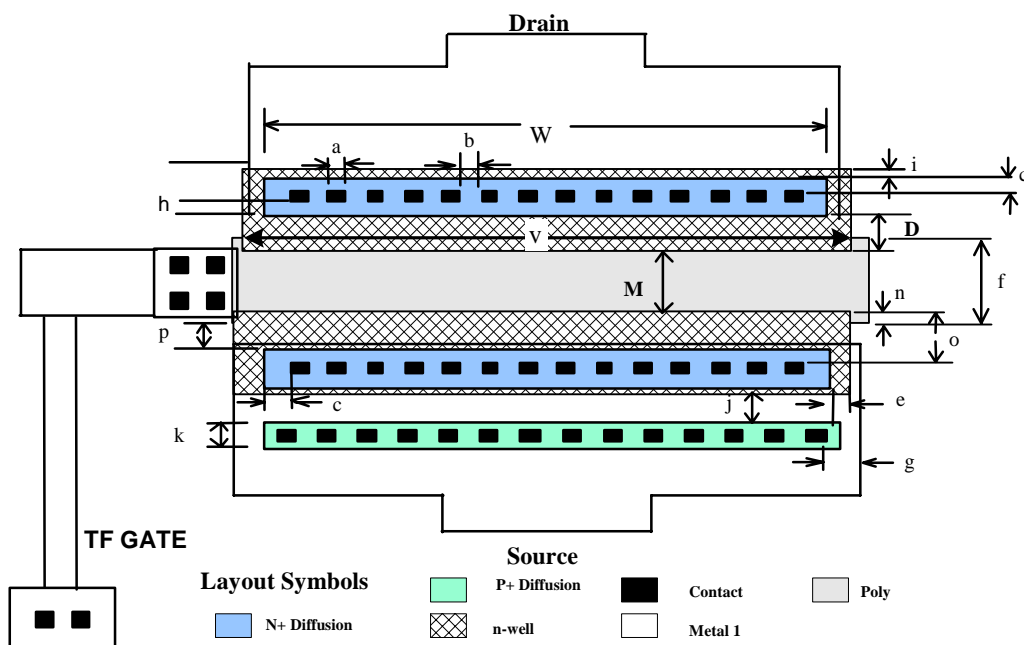 Drain
W
a
b
i
d
h
D
V
M
n
f
p
o
c
j
e
k
g
TF GATE
Source
Layout Symbols
P+ Diffusion
Contact
Poly
N+ Diffusion
n-well
Metal 1